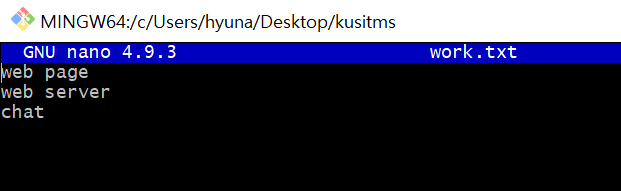 MINGW64:/c/Users/hyuna/Desktop/kusitms
GNU nano 4.9.3 work.txt
web page
web server
chat